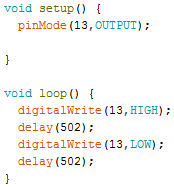 void setup() {
  pinMode(13,OUTPUT);
}
void loop() {
  digitalWrite(13,HIGH);
  delay(502);
  digitalWrite(13,LOW);
  delay(502);
}